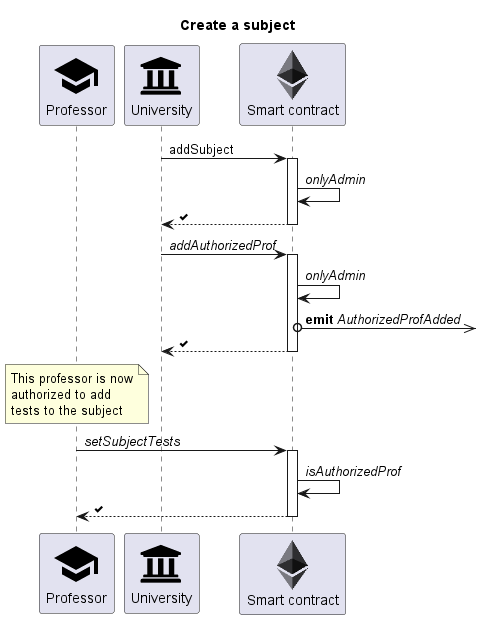 Create a subject
Professor
University
Smart contract
addSubject
onlyAdmin
addAuthorizedProf
onlyAdmin
emit AuthorizedProfAdded
This professor is now
authorized to add
tests to the subject
setSubjectTests
isAuthorizedProf
Professor
University
Smart contract